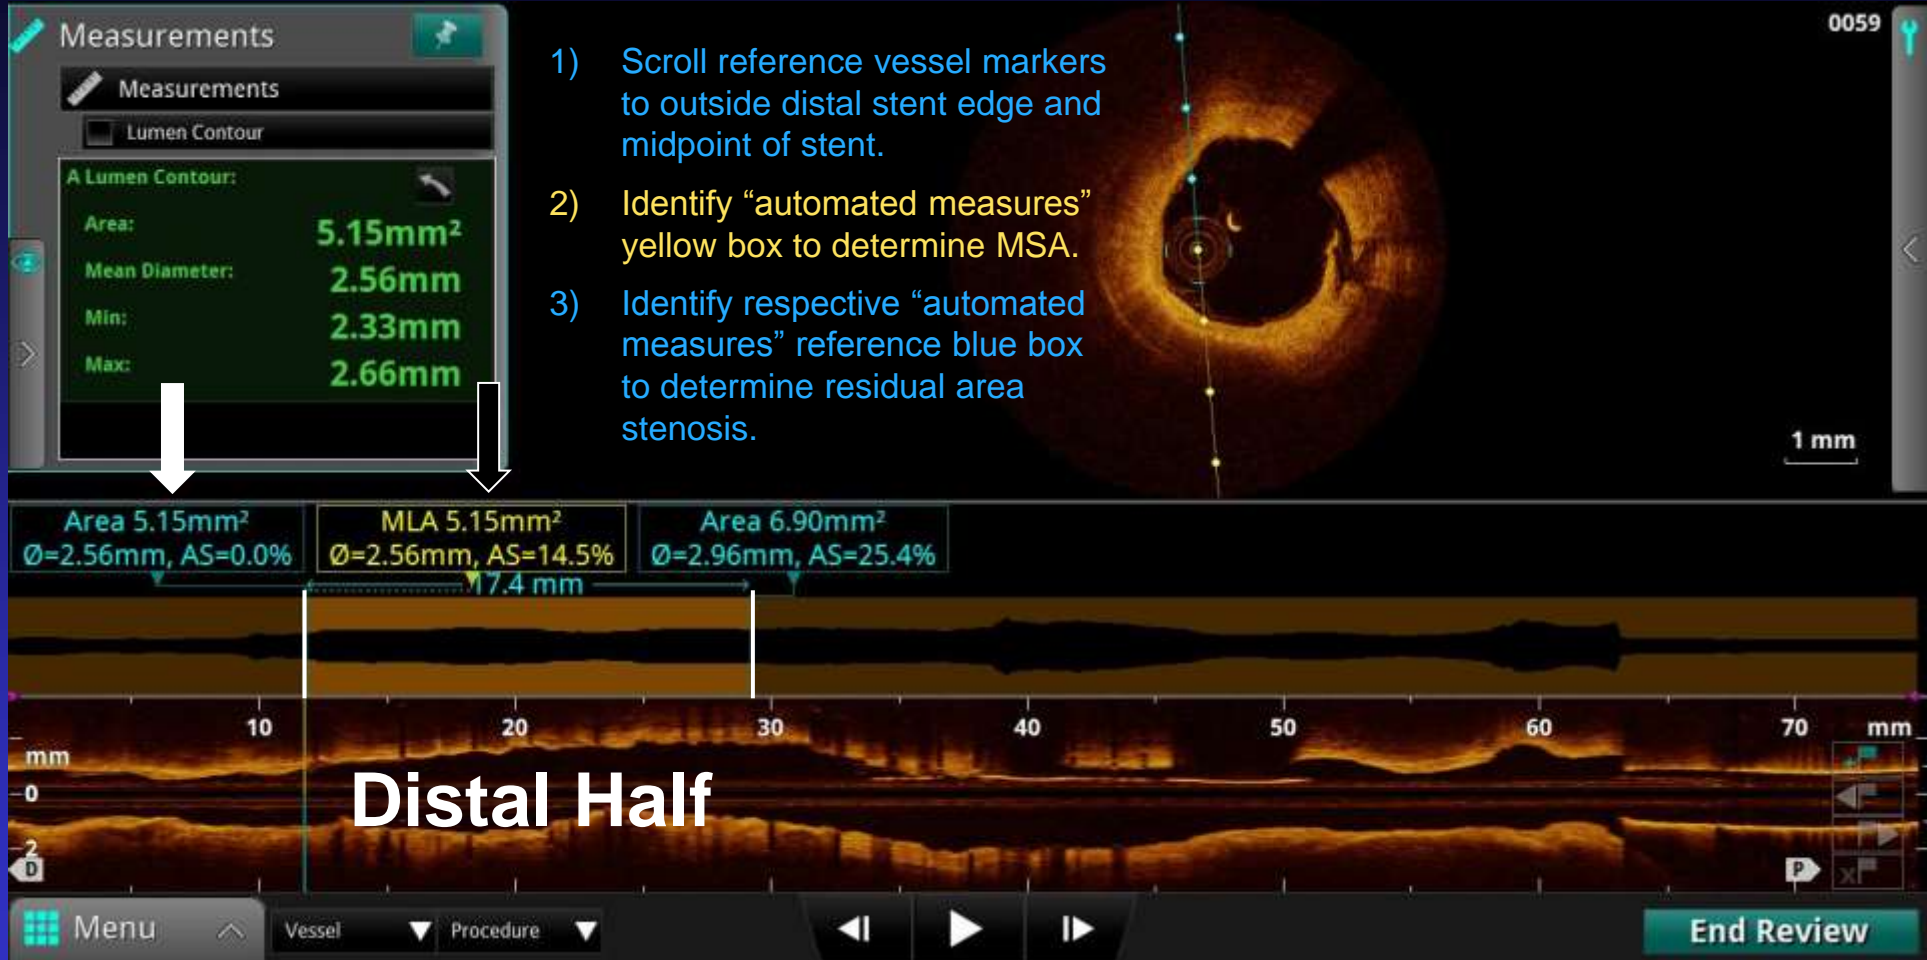 Measurements
Measurements
Lumen Contour
A Lumen Contour:
Area: 5.15mm²
Mean Diameter: 2.56mm
Min: 2.33mm
Max: 2.66mm
1) Scroll reference vessel markers
to outside distal stent edge and
midpoint of stent.
2) Identify “automated measures”
yellow box to determine MSA.
3) Identify respective “automated
measures” reference blue box
to determine residual area
stenosis.
0059
1 mm
Area 5.15mm²
Ø=2.56mm, AS=0.0%
MLA 5.15mm²
Ø=2.56mm, AS=14.5%
Area 6.90mm²
Ø=2.96mm, AS=25.4%
17.4 mm
10 20 30 40 50 60 70 mm
mm
0
2
Distal Half
D
P
x
Menu
Vessel
Procedure
End Review